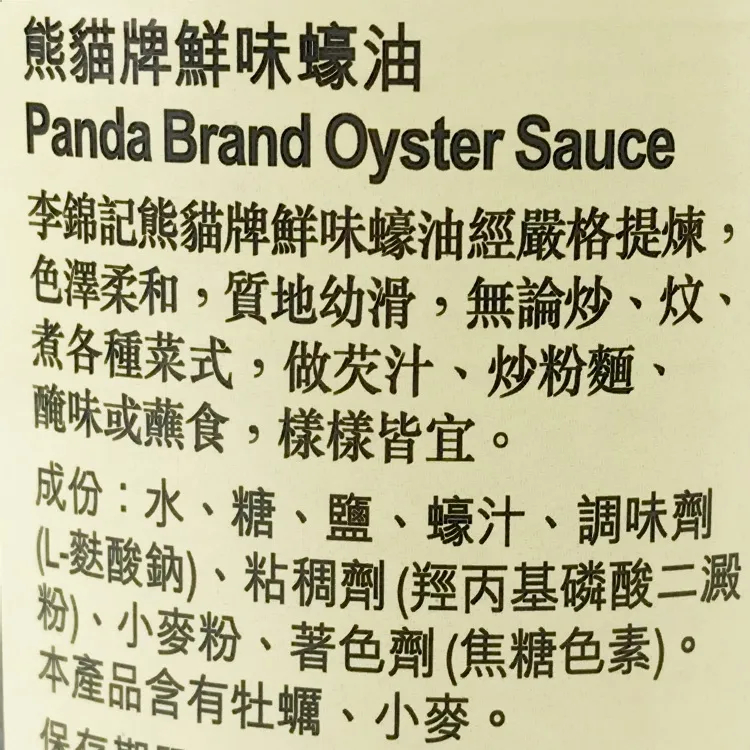 熊貓牌鮮味蠔油
Panda Brand Oyster Sauce
李錦記熊貓牌鮮味蠔油經嚴格提煉，
色澤柔和，質地幼滑，無論炒、炆、
煮各種菜式，做芡汁、炒粉麵、
醃味或蘸食，樣樣皆宜。
成份：水、糖、鹽、蠔汁、調味劑
(L-麩酸鈉)、粘稠劑(羥丙基磷酸二澱
粉)、小麥粉、著色劑(焦糖色素)。
本產品含有牡蠣、小麥。
保存期